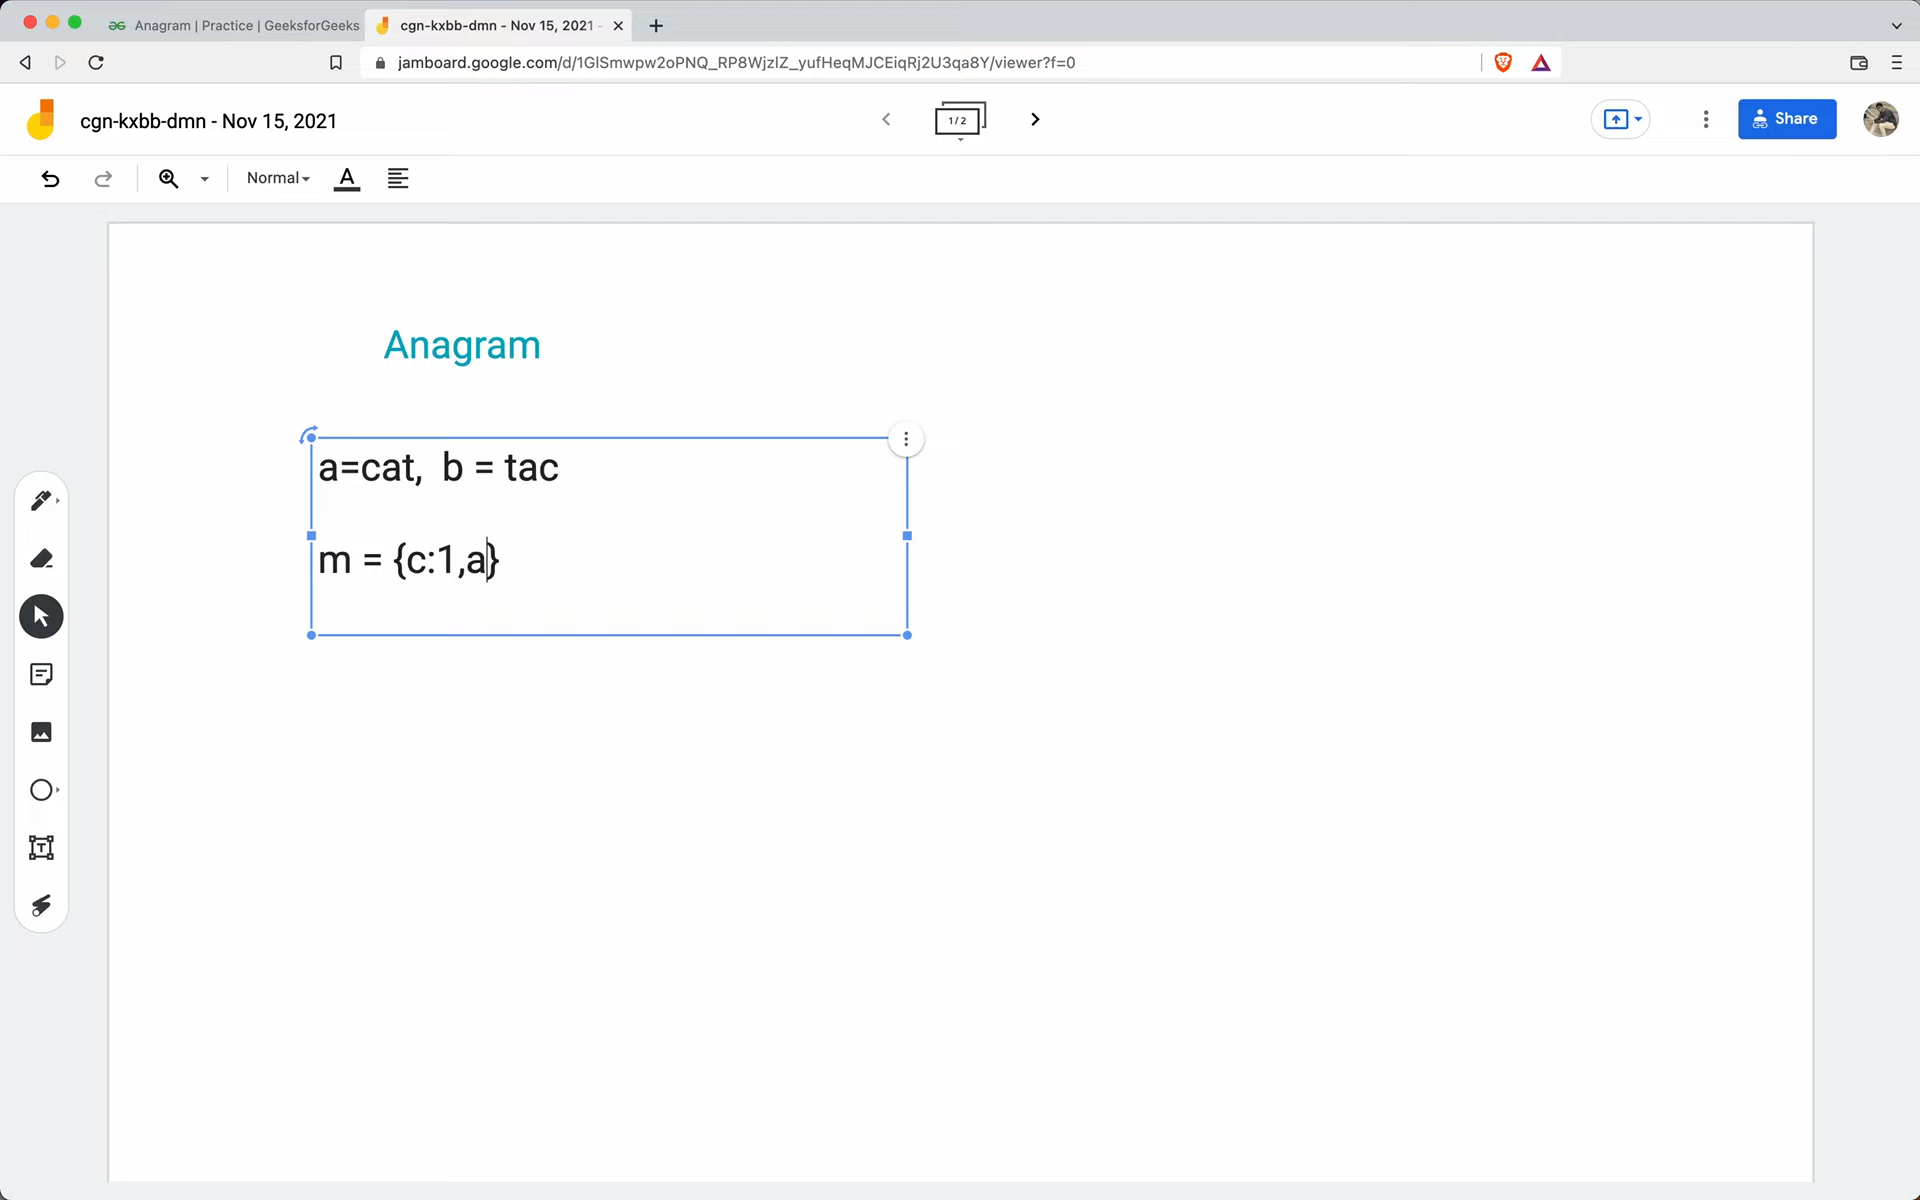 Anagram | Practice | GeeksforGeeks
cgn-kxbb-dmn - Nov 15, 2021 -
jamboard.google.com/d/1GlSmwpw2oPNQ_RP8WjzIZ_yufHeqMJCEiqRj2U3qa8Y/viewer?f=0
cgn-kxbb-dmn - Nov 15, 2021
1 / 2
Share
Normal
Anagram
a=cat,  b = tac
m = {c:1,a}